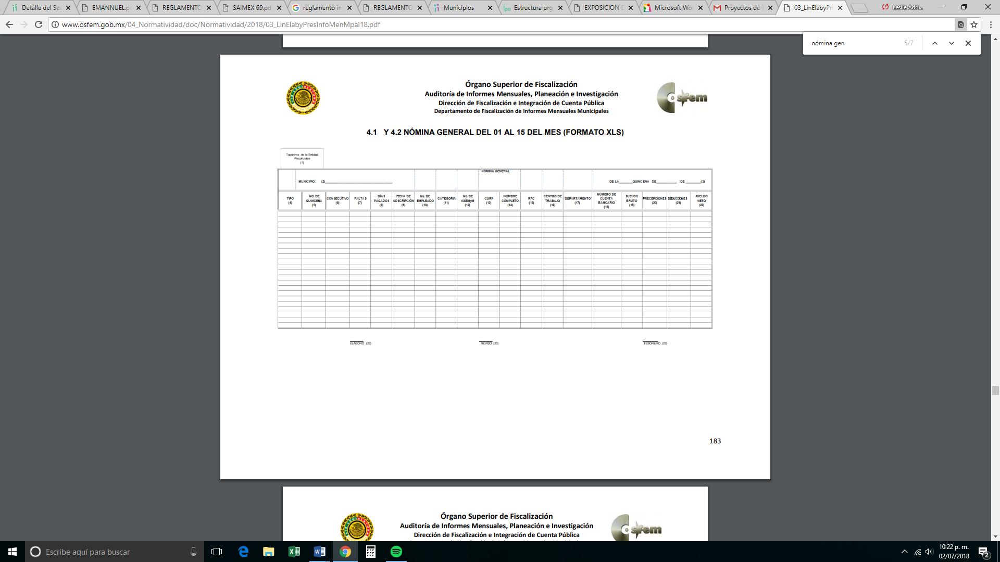 Detalle del Se
EMANNUEL.p
REGLAMENTO
SAIMEX 69.pd
reglamento in
REGLAMENTO
Municipios
Estructura org
EXPOSICION D
Microsoft Wo
Proyectos de
03_LinElabyPr
Leslie Adri...
www.osfem.gob.mx/04_Normatividad/doc/Normatividad/2018/03_LinElabyPresInfoMenMpal18.pdf
nómina gen 5/7
Órgano Superior de Fiscalización
Auditoría de Informes Mensuales, Planeación e Investigación
Dirección de Fiscalización e Integración de Cuenta Pública
Departamento de Fiscalización de Informes Mensuales Municipales
osfem
4.1 Y 4.2 NÓMINA GENERAL DEL 01 AL 15 DEL MES (FORMATO XLS)
Topónimo de la Entidad
Fiscalizable
(1)
NÓMINA GENERAL
MUNICIPIO: (2)____________ DE LA______QUINCENA DE_________ DE _______(3)
TIPO (4)
NO. DE QUINCENA (5)
CONSECUTIVO (6)
FALTAS (7)
DÍAS PAGADOS (8)
FECHA DE ADSCRIPCIÓN (9)
No. DE EMPLEADO (10)
CATEGORÍA (11)
No. DE ISSEMyM (12)
CURP (13)
NOMBRE COMPLETO (14)
RFC (15)
CENTRO DE TRABAJO (16)
DEPARTAMENTO (17)
NÚMERO DE CUENTA BANCARIO (18)
SUELDO BRUTO (19)
PRECEPCIONES (20)
DEDUCCIONES (21)
SUELDO NETO (22)
ELABORÓ (23)
REVISÓ (23)
TESORERO (23)
183
Órgano Superior de Fiscalización
Auditoría de Informes Mensuales, Planeación e Investigación
Dirección de Fiscalización e Integración de Cuenta Pública
osfem
Escribe aquí para buscar
10:22 p. m.
02/07/2018
2